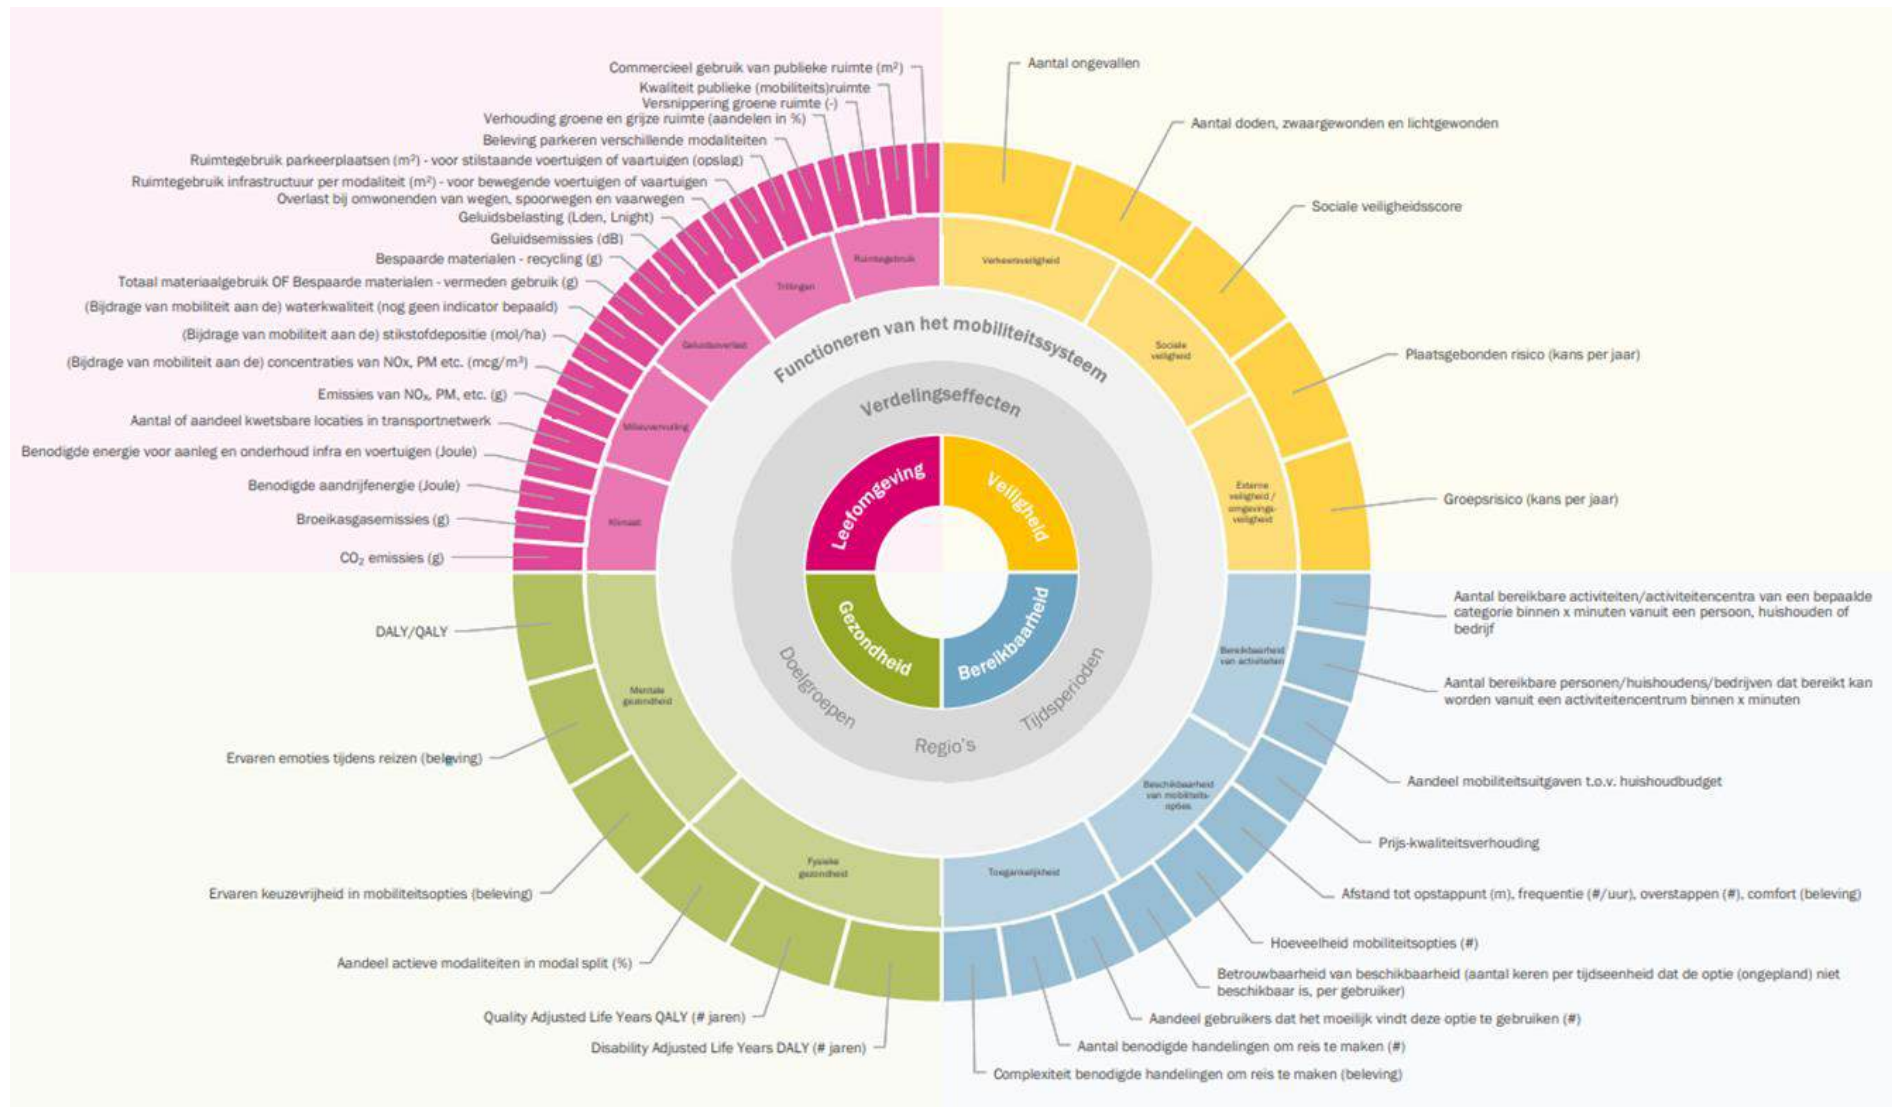 Commercieel gebruik van publieke ruimte (m²)
Kwaliteit publieke (mobiliteits)ruimte
Versnippering groene ruimte (-)
Verhouding groene en grijze ruimte (aandelen in %)
Beleving parkeren verschillende modaliteiten
Ruimtegebruik parkeerplaatsen (m²) - voor stilstaande voertuigen of vaartuigen (opslag)
Ruimtegebruik infrastructuur per modaliteit (m²) - voor bewegende voertuigen of vaartuigen
Overlast bij omwonenden van wegen, spoorwegen en vaarwegen
Geluidsbelasting (Lden, Lnight)
Geluidsemissies (dB)
Bespaarde materialen - recycling (g)
Totaal materiaalgebruik OF Bespaarde materialen - vermeden gebruik (g)
(Bijdrage van mobiliteit aan de) waterkwaliteit (nog geen indicator bepaald)
(Bijdrage van mobiliteit aan de) stikstofdepositie (mol/ha)
(Bijdrage van mobiliteit aan de) concentraties van NOx, PM etc. (mcg/m³)
Emissies van NOₓ, PM, etc. (g)
Aantal of aandeel kwetsbare locaties in transportnetwerk
Benodigde energie voor aanleg en onderhoud infra en voertuigen (Joule)
Benodigde aandrijfenergie (Joule)
Broeikasgasemissies (g)
CO₂ emissies (g)
Aantal ongevallen
Aantal doden, zwaargewonden en lichtgewonden
Sociale veiligheidsscore
Plaatsgebonden risico (kans per jaar)
Groepsrisico (kans per jaar)
Ruimtegebruik
Trillingen
Geluidsoverlast
Milieuvervuiling
Klimaat
Verkeersveiligheid
Sociale
veiligheid
Externe
veiligheid /
omgevings-
veiligheid
Functioneren van het mobiliteitssysteem
Verdelingseffecten
Leefomgeving
Veiligheid
Gezondheid
Bereikbaarheid
Doelgroepen
Regio's
Tijdsperioden
Mentale
gezondheid
Fysieke
gezondheid
Bereikbaarheid
van activiteiten
Beschikbaarheid
van mobiliteits-
opties
Toegankelijkheid
DALY/QALY
Ervaren emoties tijdens reizen (beleving)
Ervaren keuzevrijheid in mobiliteitsopties (beleving)
Aandeel actieve modaliteiten in modal split (%)
Quality Adjusted Life Years QALY (# jaren)
Disability Adjusted Life Years DALY (# jaren)
Aantal bereikbare activiteiten/activiteitencentra van een bepaalde
categorie binnen x minuten vanuit een persoon, huishouden of
bedrijf
Aantal bereikbare personen/huishoudens/bedrijven dat bereikt kan
worden vanuit een activiteitencentrum binnen x minuten
Aandeel mobiliteitsuitgaven t.o.v. huishoudbudget
Prijs-kwaliteitsverhouding
Afstand tot opstappunt (m), frequentie (#/uur), overstappen (#), comfort (beleving)
Hoeveelheid mobiliteitsopties (#)
Betrouwbaarheid van beschikbaarheid (aantal keren per tijdseenheid dat de optie (ongepland) niet
beschikbaar is, per gebruiker)
Aandeel gebruikers dat het moeilijk vindt deze optie te gebruiken (#)
Aantal benodigde handelingen om reis te maken (#)
Complexiteit benodigde handelingen om reis te maken (beleving)